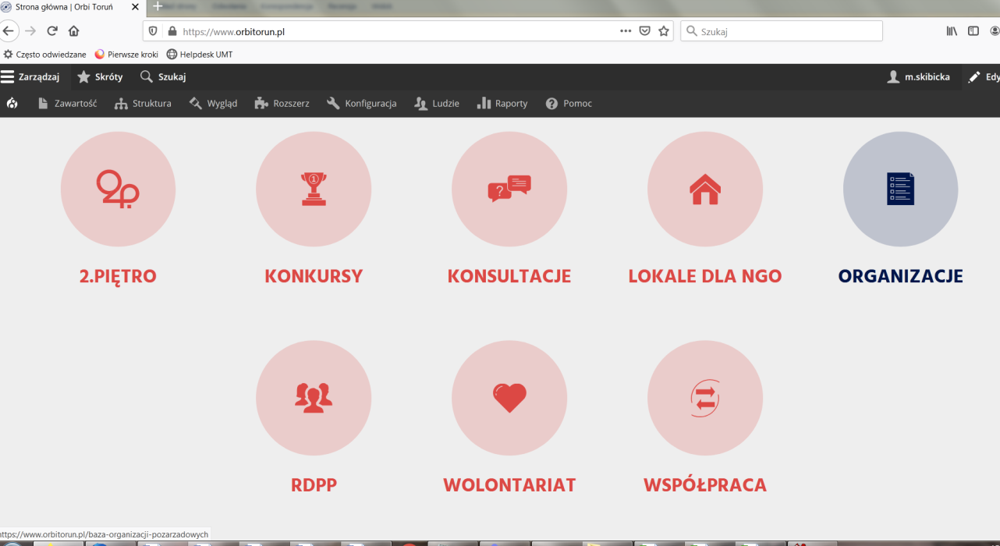 Strona główna | Orbi Toruń
https://www.orbitorun.pl
Szukaj
Często odwiedzane Pierwsze kroki Helpdesk UMT
Zarządzaj Skróty Szukaj m.skibicka Edy
Zawartość Struktura Wygląd Rozszerz Konfiguracja Ludzie Raporty Pomoc
2p.
1
?
2.PIĘTRO KONKURSY KONSULTACJE LOKALE DLA NGO ORGANIZACJE
RDPP WOLONTARIAT WSPÓŁPRACA
https://www.orbitorun.pl/baza-organizacji-pozarzadowych